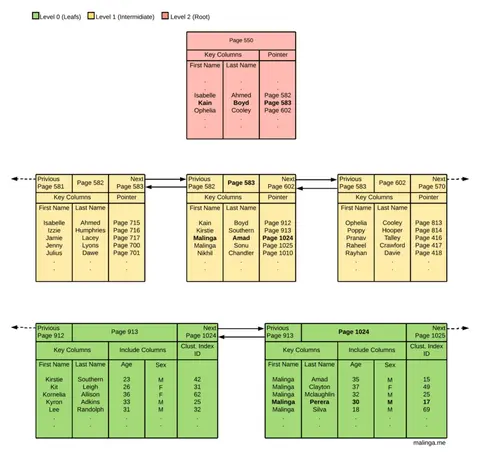 Level 0 (Leafs) Level 1 (Intermidiate) Level 2 (Root)
Page 550
Key Columns Pointer
First Name Last Name
. . .
. . .
Isabelle Ahmed Page 582
Kain Boyd Page 583
Ophelia Cooley Page 602
. . .
. . .
Previous Page 581 Page 582 Next Page 583
Key Columns Pointer
First Name Last Name
Isabelle Ahmed Page 715
Izzie Humphries Page 716
Jamie Lacey Page 717
Jenny Lyons Page 700
Julius Dawe Page 701
. . .
. . .
Previous Page 582 Page 583 Next Page 602
Key Columns Pointer
First Name Last Name
Kain Boyd Page 912
Kirstie Southern Page 913
Malinga Amad Page 1024
Malinga Sonu Page 1025
Nikhil Chandler Page 1010
. . .
. . .
Previous Page 583 Page 602 Next Page 570
Key Columns Pointer
First Name Last Name
Ophelia Cooley Page 813
Poppy Hooper Page 814
Pranav Talley Page 416
Raheel Crawford Page 417
Rayhan Davie Page 418
. . .
. . .
Previous Page 912 Page 913 Next Page 1024
Key Columns Include Columns Clust. Index ID
First Name Last Name Age Sex
Kirstie Southern 23 M 42
Kit Leigh 26 F 31
Kornelia Allison 36 F 62
Kyron Adkins 33 M 25
Lee Randolph 31 M 32
. . . . .
. . . . .
Previous Page 913 Page 1024 Next Page 1025
Key Columns Include Columns Clust. Index ID
First Name Last Name Age Sex
Malinga Amad 35 M 15
Malinga Clayton 37 F 49
Malinga Mclaughlin 32 M 25
Malinga Perera 30 M 17
Malinga Silva 18 M 69
. . . . .
. . . . .
malinga.me